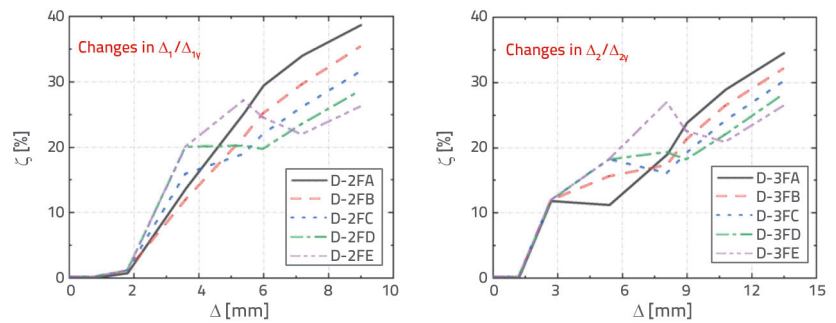 40
30
20
10
0
ζ [%]
Changes in Δ₁/Δ₁y
D-2FA
D-2FB
D-2FC
D-2FD
D-2FE
0 2 4 6 8 10
Δ [mm]
40
30
20
10
0
ζ [%]
Changes in Δ₂/Δ₂y
D-3FA
D-3FB
D-3FC
D-3FD
D-3FE
0 3 6 9 12 15
Δ [mm]